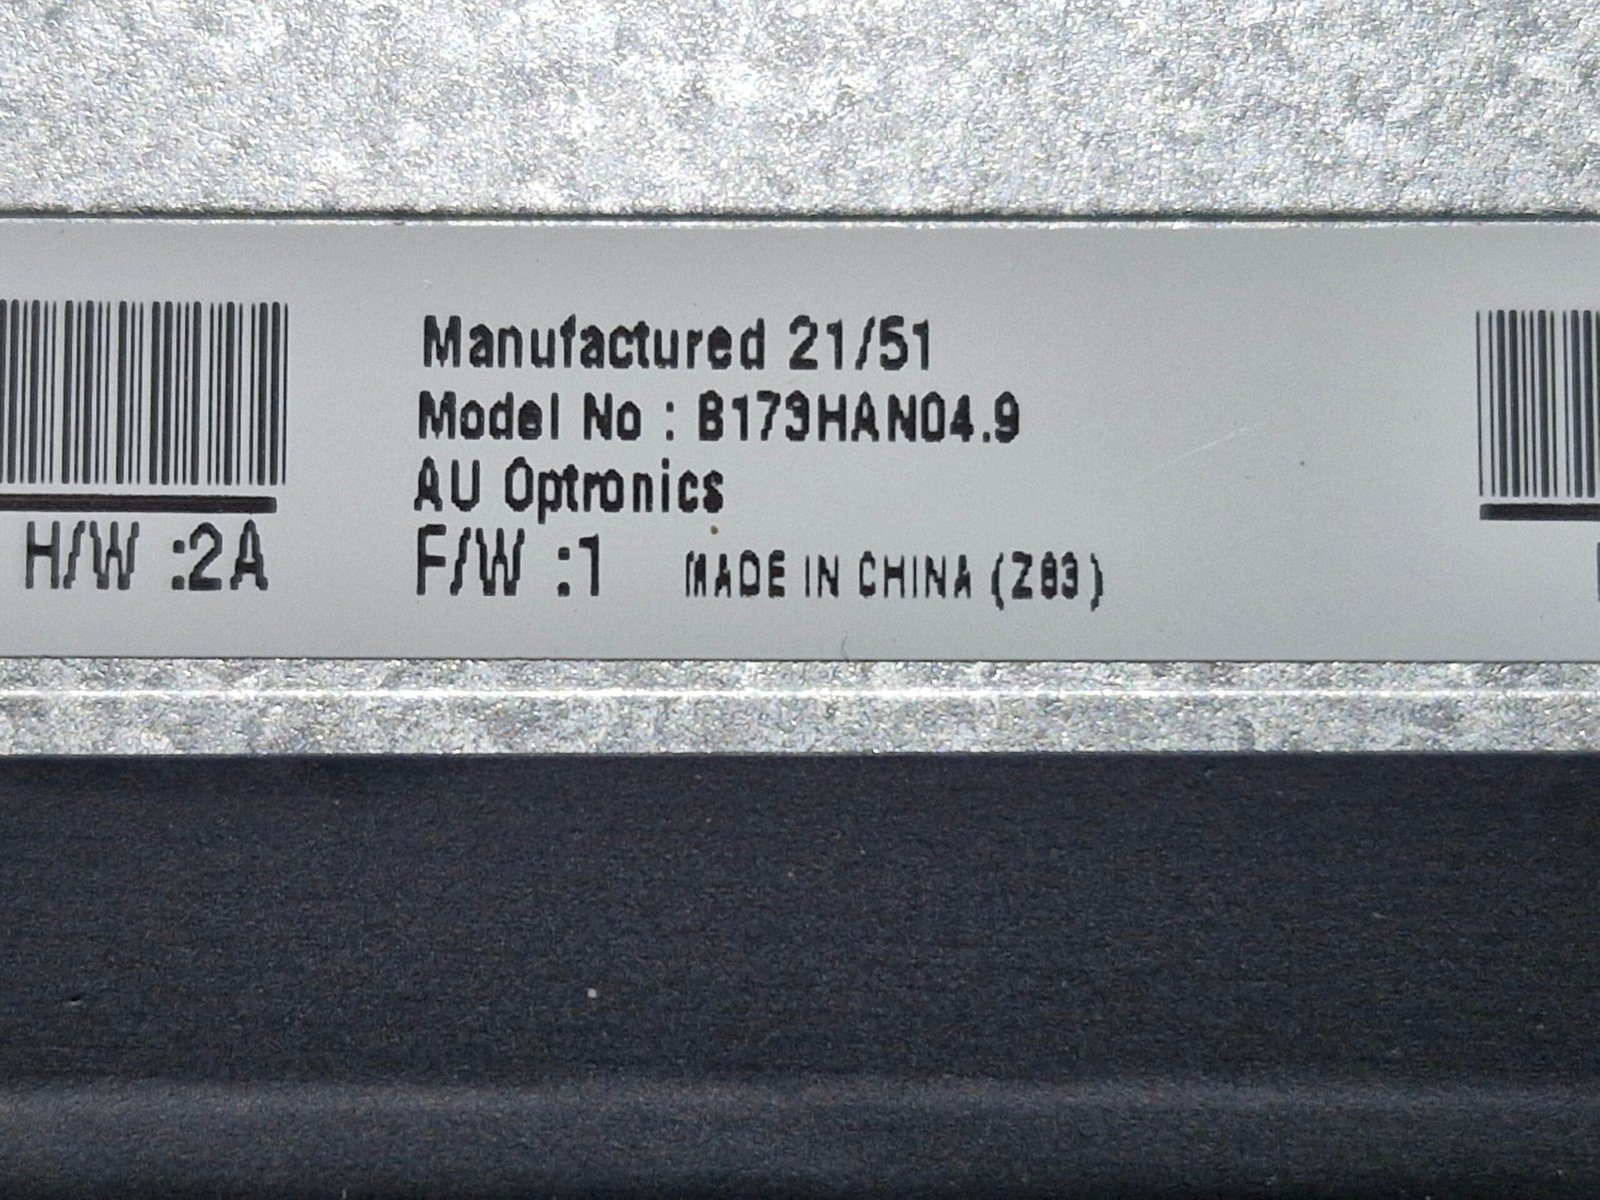 Manufactured 21/51
Model No : B173HAN04.9
AU Optronics
H/W :2A F/W :1 MADE IN CHINA (Z83)